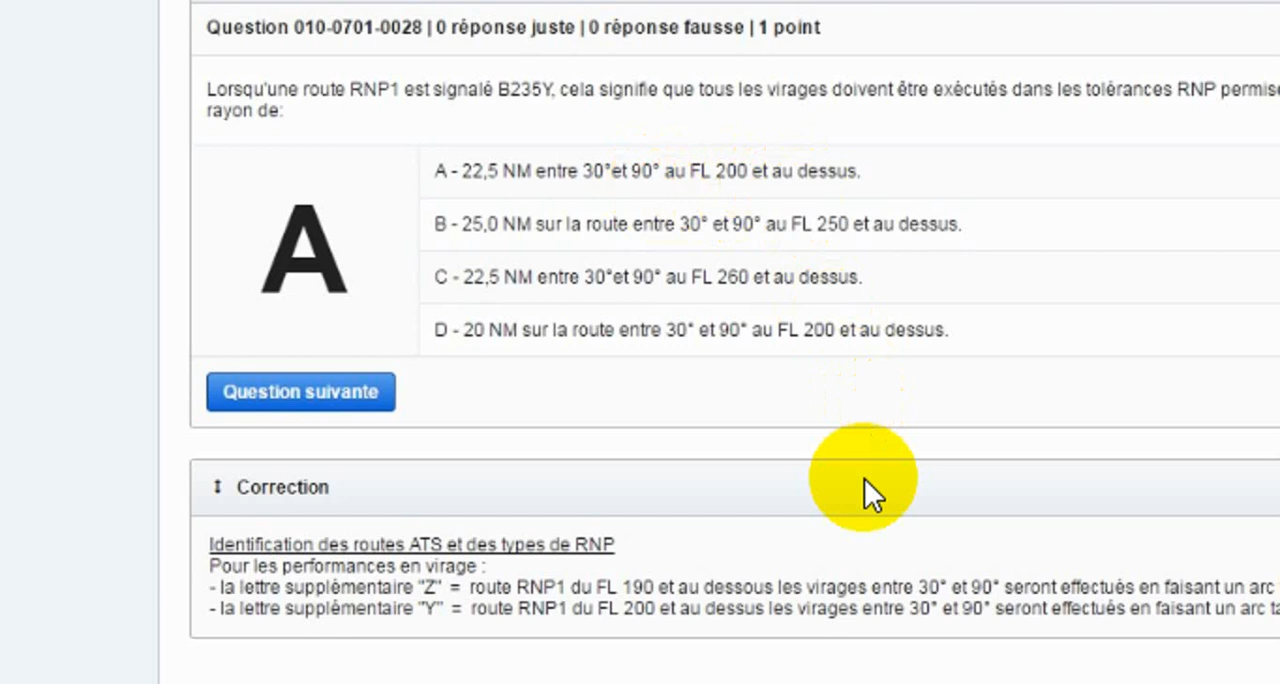 Question 010-0701-0028 | 0 réponse juste | 0 réponse fausse | 1 point
Lorsqu'une route RNP1 est signalé B235Y, cela signifie que tous les virages doivent être exécutés dans les tolérances RNP permise
rayon de:
A
A - 22,5 NM entre 30°et 90° au FL 200 et au dessus.
B - 25,0 NM sur la route entre 30° et 90° au FL 250 et au dessus.
C - 22,5 NM entre 30°et 90° au FL 260 et au dessus.
D - 20 NM sur la route entre 30° et 90° au FL 200 et au dessus.
Question suivante
Correction
Identification des routes ATS et des types de RNP
Pour les performances en virage :
- la lettre supplémentaire "Z" = route RNP1 du FL 190 et au dessous les virages entre 30° et 90° seront effectués en faisant un arc
- la lettre supplémentaire "Y" = route RNP1 du FL 200 et au dessus les virages entre 30° et 90° seront effectués en faisant un arc ta